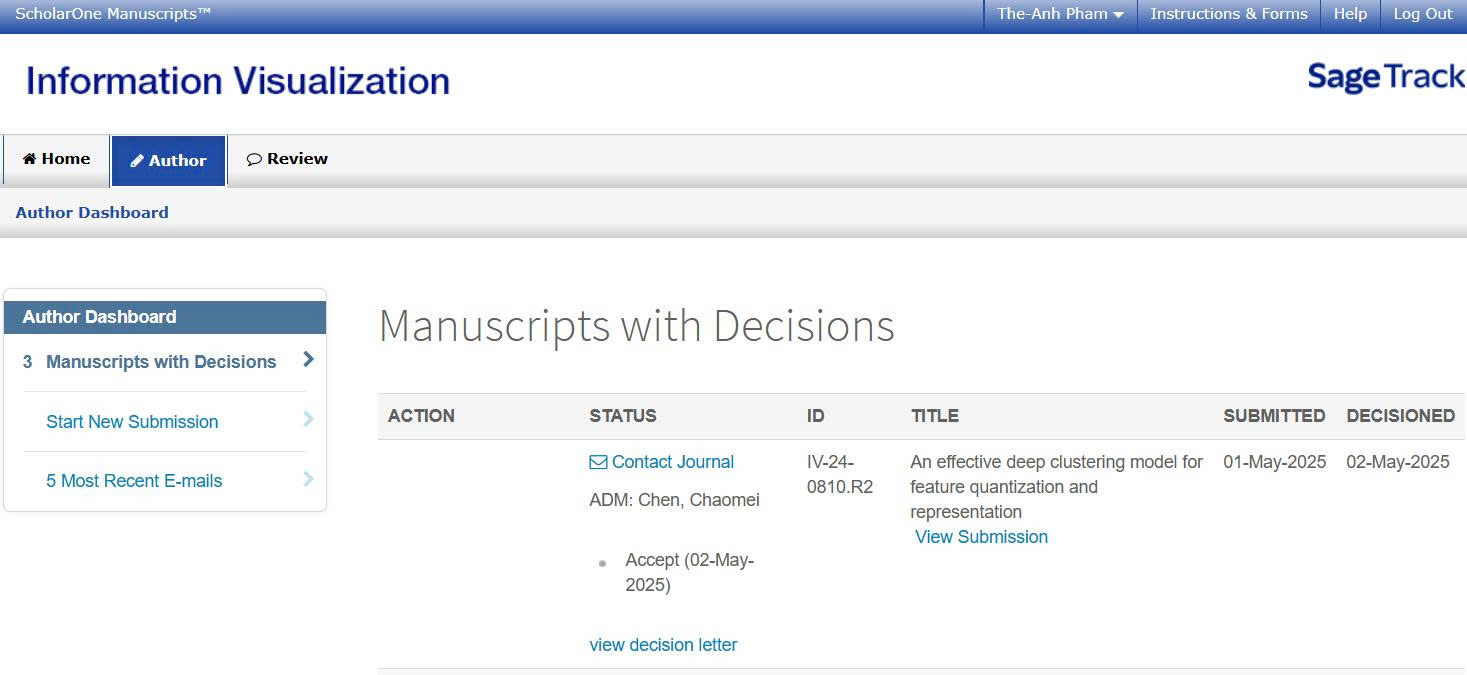 ScholarOne Manuscripts™
The-Anh Pham
Instructions & Forms
Help
Log Out
Information Visualization
SageTrack
Home
Author
Review
Author Dashboard
Author Dashboard
3 Manuscripts with Decisions
Start New Submission
5 Most Recent E-mails
Manuscripts with Decisions
ACTION STATUS ID TITLE SUBMITTED DECISIONED
Contact Journal
ADM: Chen, Chaomei
Accept (02-May-
2025)
view decision letter
IV-24-
0810.R2
An effective deep clustering model for
feature quantization and
representation
View Submission
01-May-2025
02-May-2025